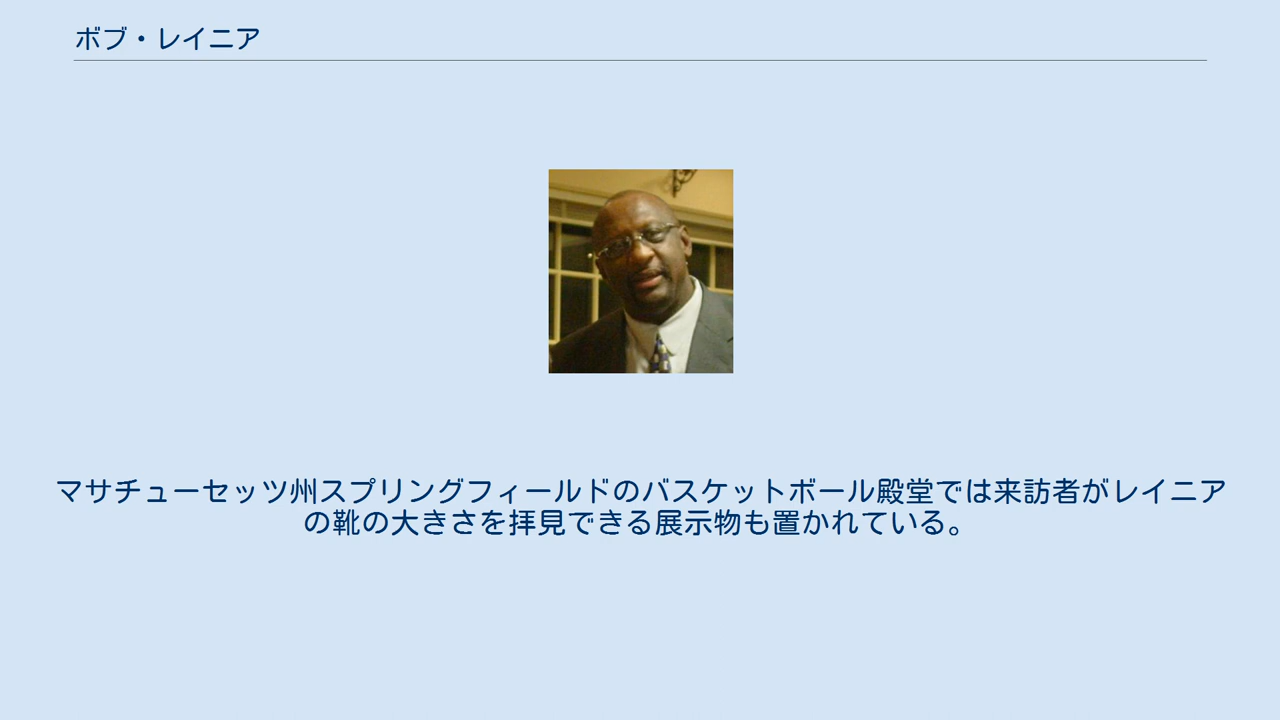 ボブ・レイニア
マサチューセッツ州スプリングフィールドのバスケットボール殿堂では来訪者がレイニア
の靴の大きさを拝見できる展示物も置かれている。